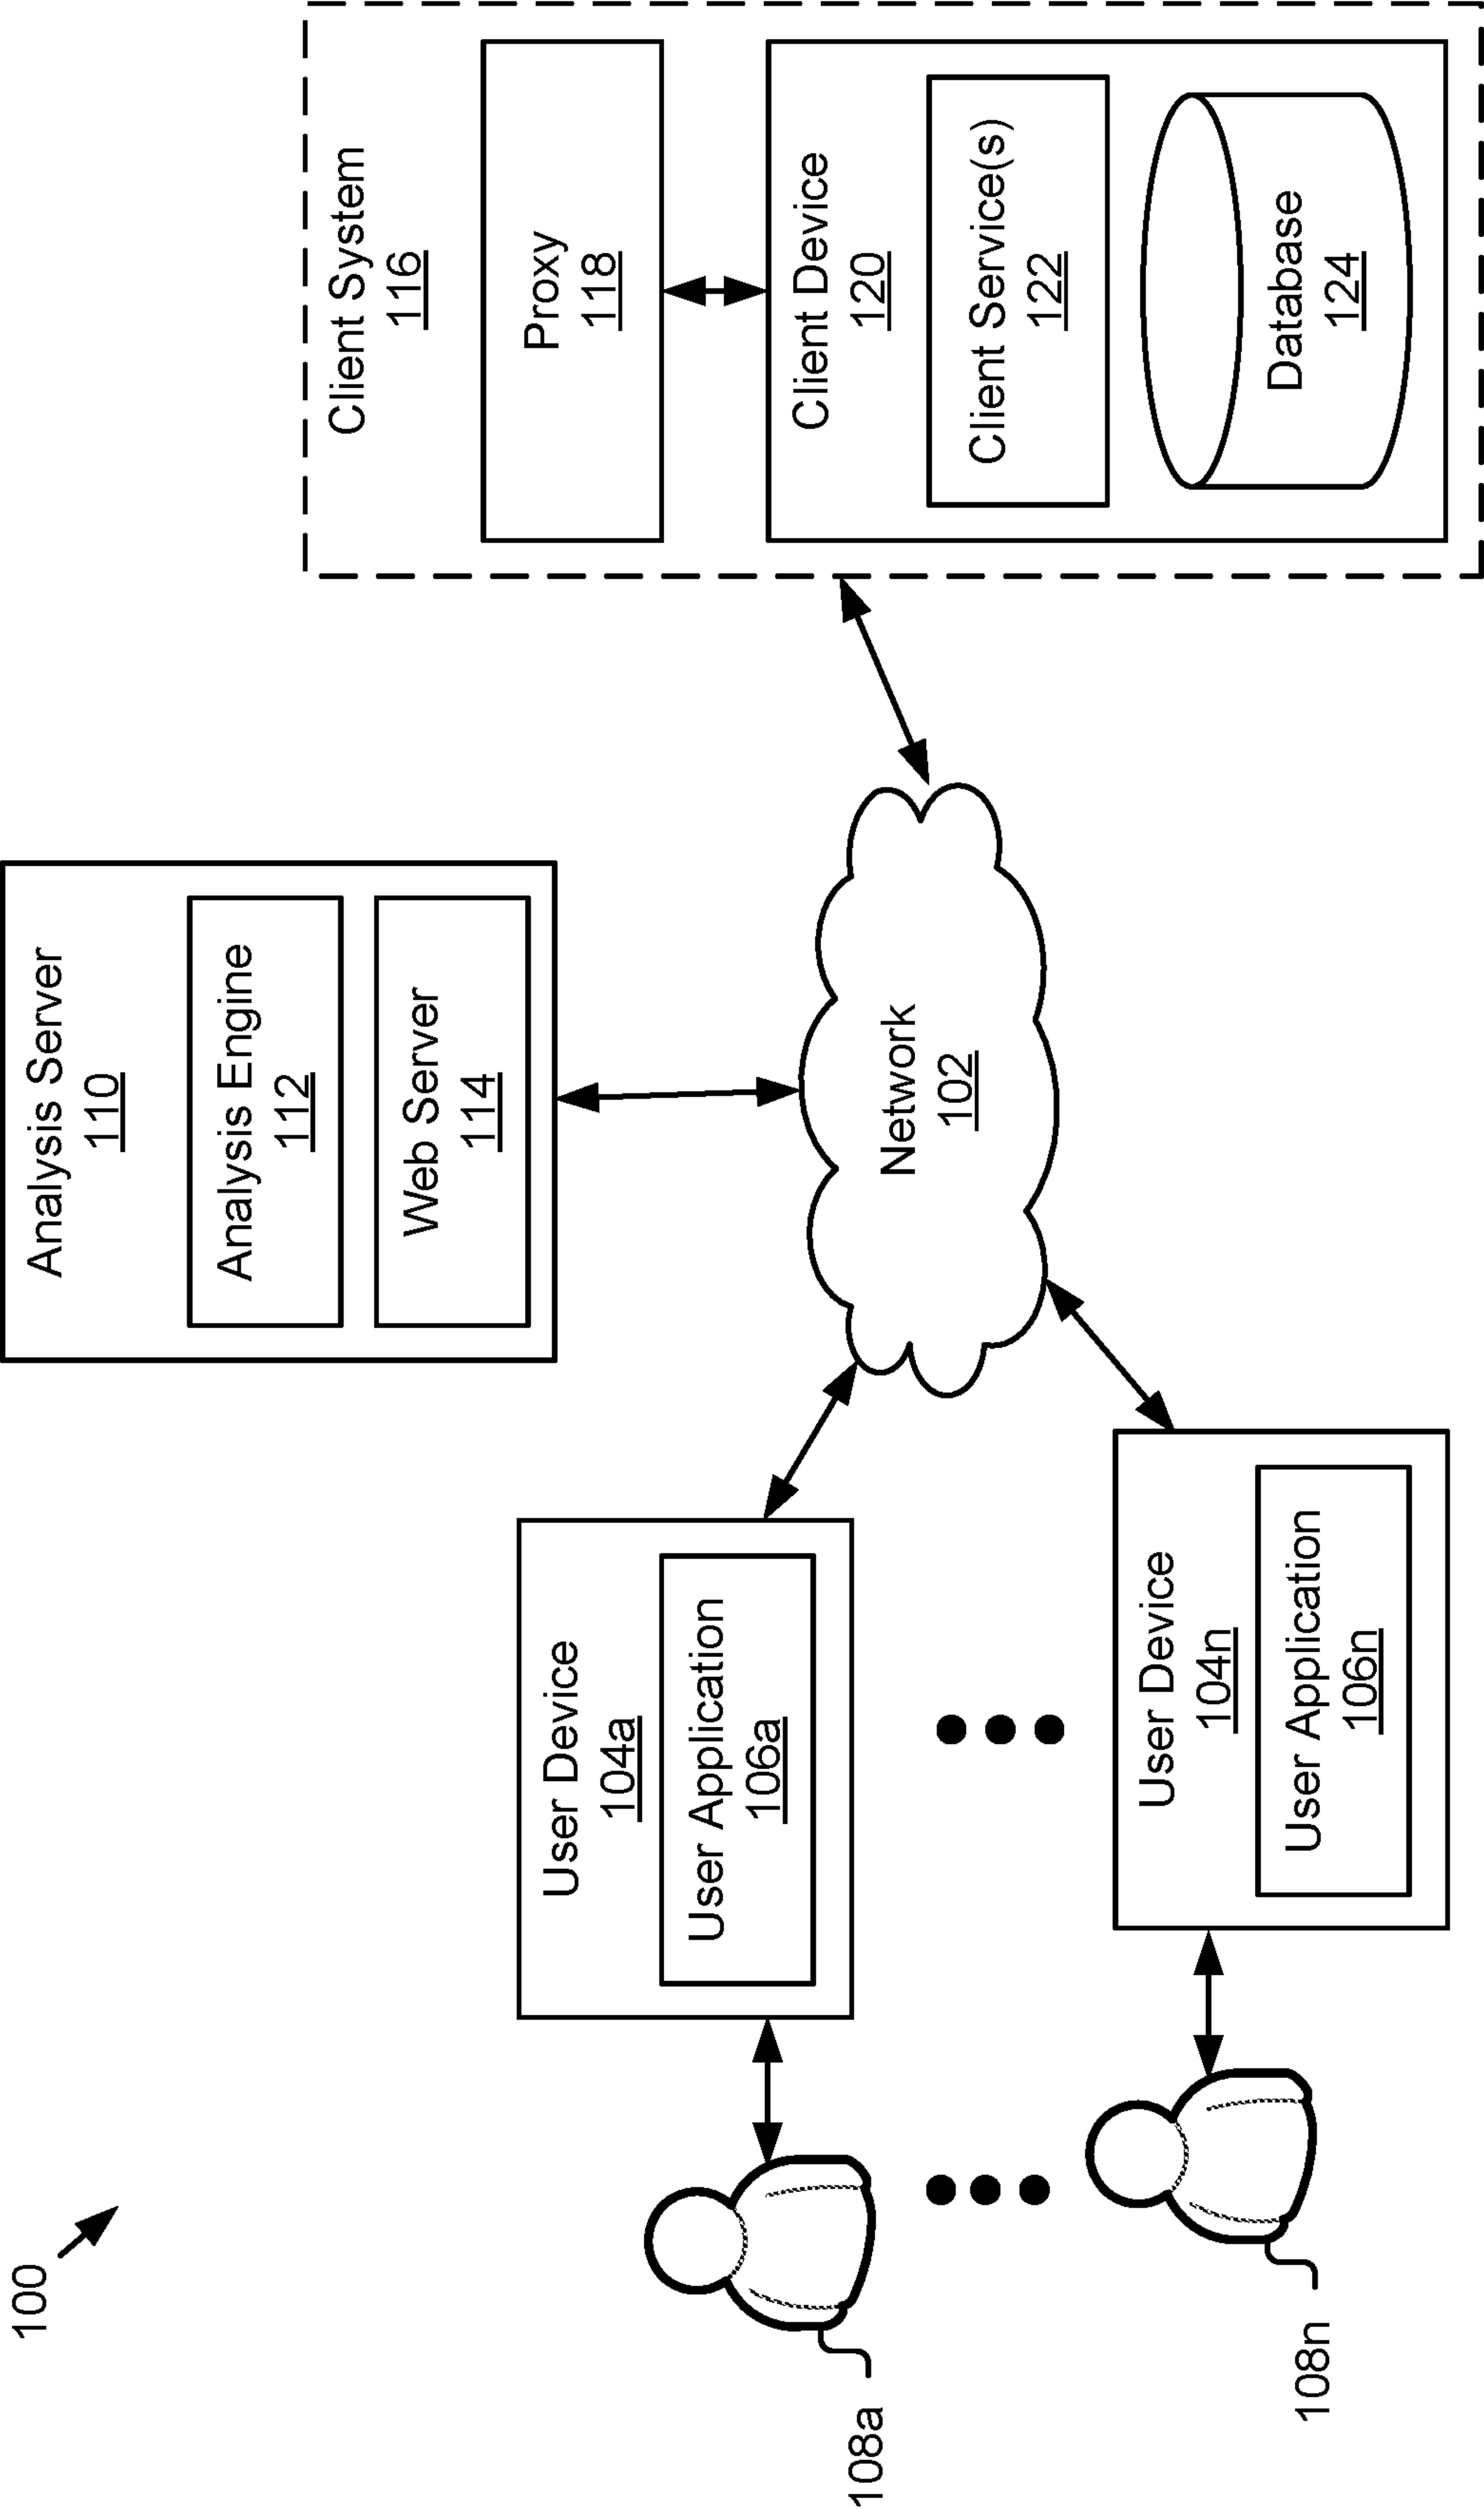 100
Analysis Server
110
Analysis Engine
112
Web Server
114
Client System
116
Proxy
118
Client Device
120
Client Service(s)
122
Database
124
Network
102
User Device
104a
User Application
106a
User Device
104n
User Application
106n
108a
108n